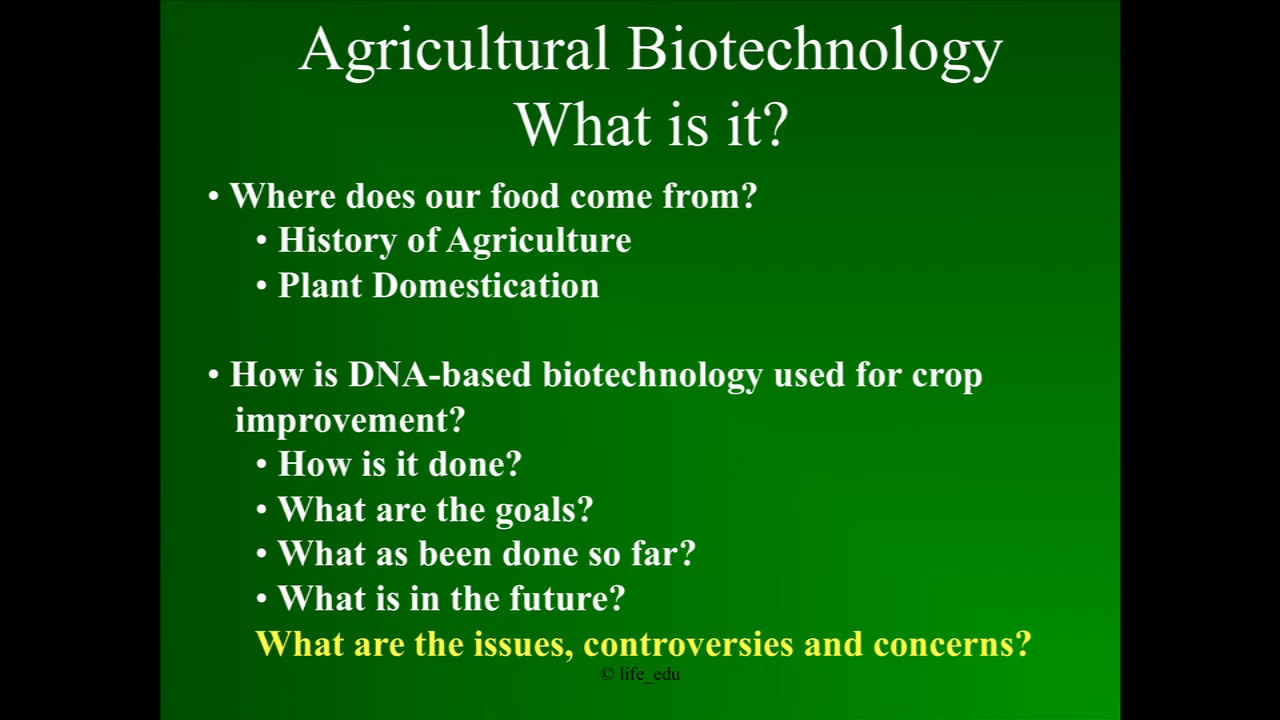 Agricultural Biotechnology
What is it?
• Where does our food come from?
• History of Agriculture
• Plant Domestication
• How is DNA-based biotechnology used for crop
improvement?
• How is it done?
• What are the goals?
• What as been done so far?
• What is in the future?
What are the issues, controversies and concerns?
© life_edu